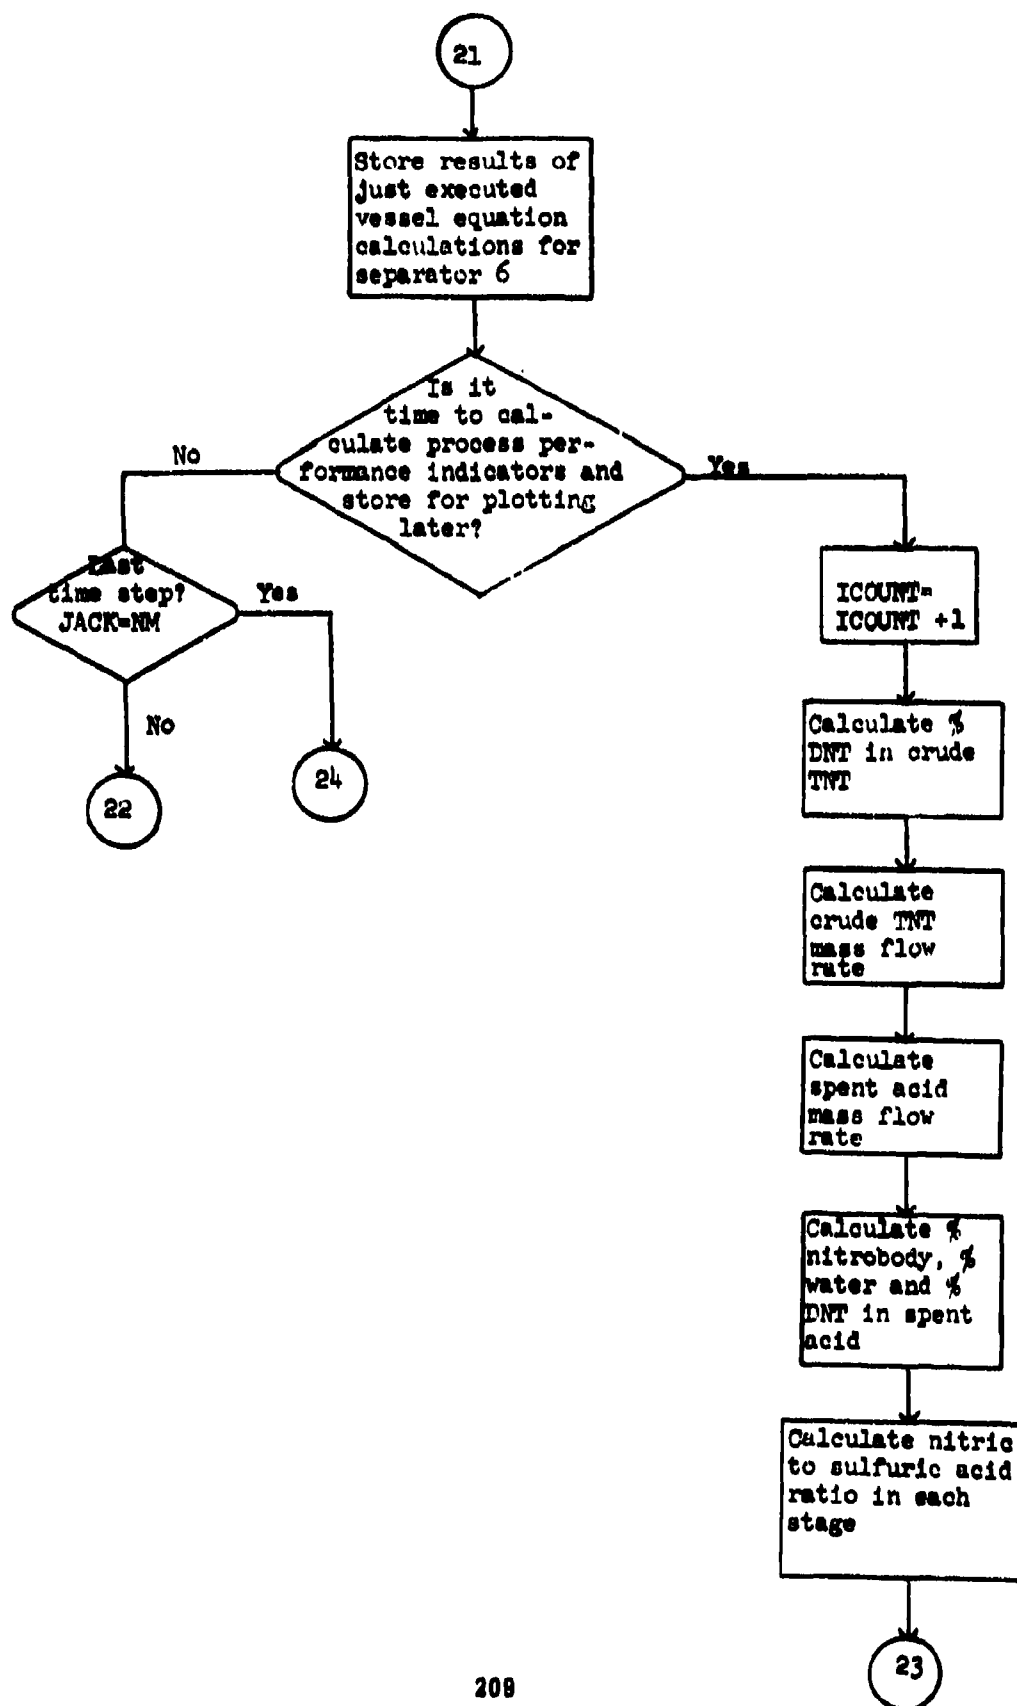 21
Store results of
just executed
vessel equation
calculations for
separator 6
Is it
time to cal-
culate process per-
formance indicators and
store for plotting
later?
No
Yes
Last
time step?
JACK=NM
Yes
No
22
24
ICOUNT=
ICOUNT +1
Calculate %
DNT in crude
TNT
Calculate
crude TNT
mass flow
rate
Calculate
spent acid
mass flow
rate
Calculate %
nitrobody, %
water and %
DNT in spent
acid
Calculate nitric
to sulfuric acid
ratio in each
stage
23
209